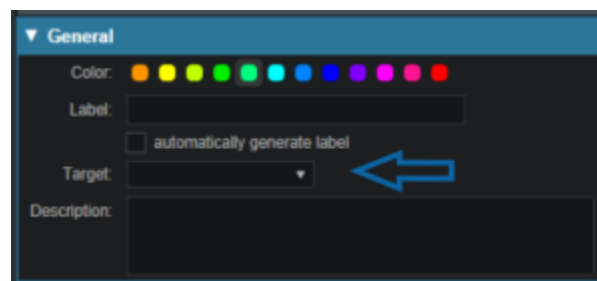 General
Color:
Label:
automatically generate label
Target:
Description: